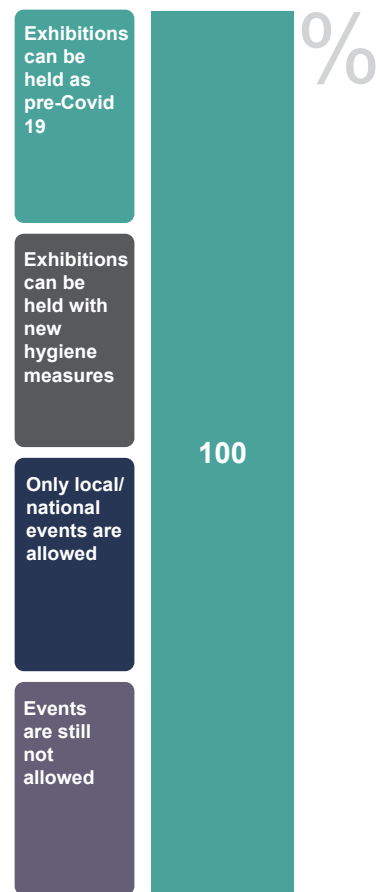 Exhibitions
can be
held as
pre-Covid
19
%
Exhibitions
can be
held with
new
hygiene
measures
100
Only local/
national
events are
allowed
Events
are still
not
allowed